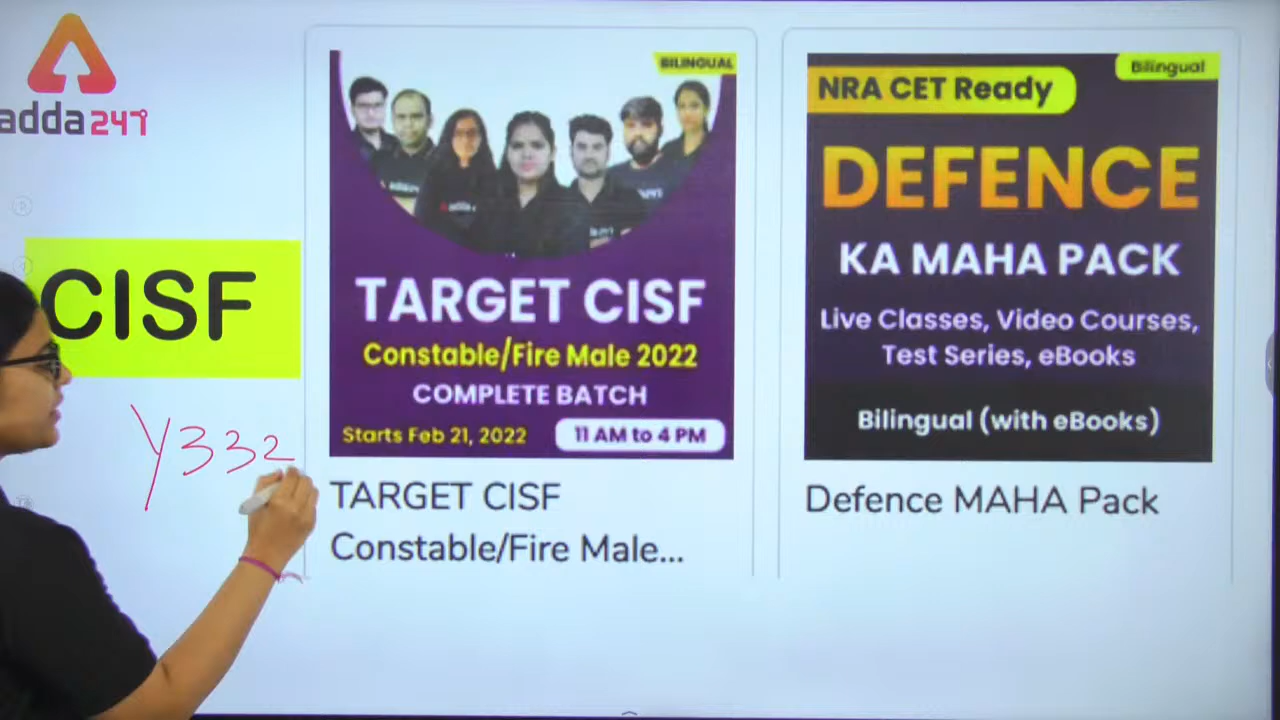 adda247
CISF
Y332
BILINGUAL
TARGET CISF
Constable/Fire Male 2022
COMPLETE BATCH
Starts Feb 21, 2022
11 AM to 4 PM
TARGET CISF
Constable/Fire Male...
Bilingual
NRA CET Ready
DEFENCE
KA MAHA PACK
Live Classes, Video Courses,
Test Series, eBooks
Bilingual (with eBooks)
Defence MAHA Pack